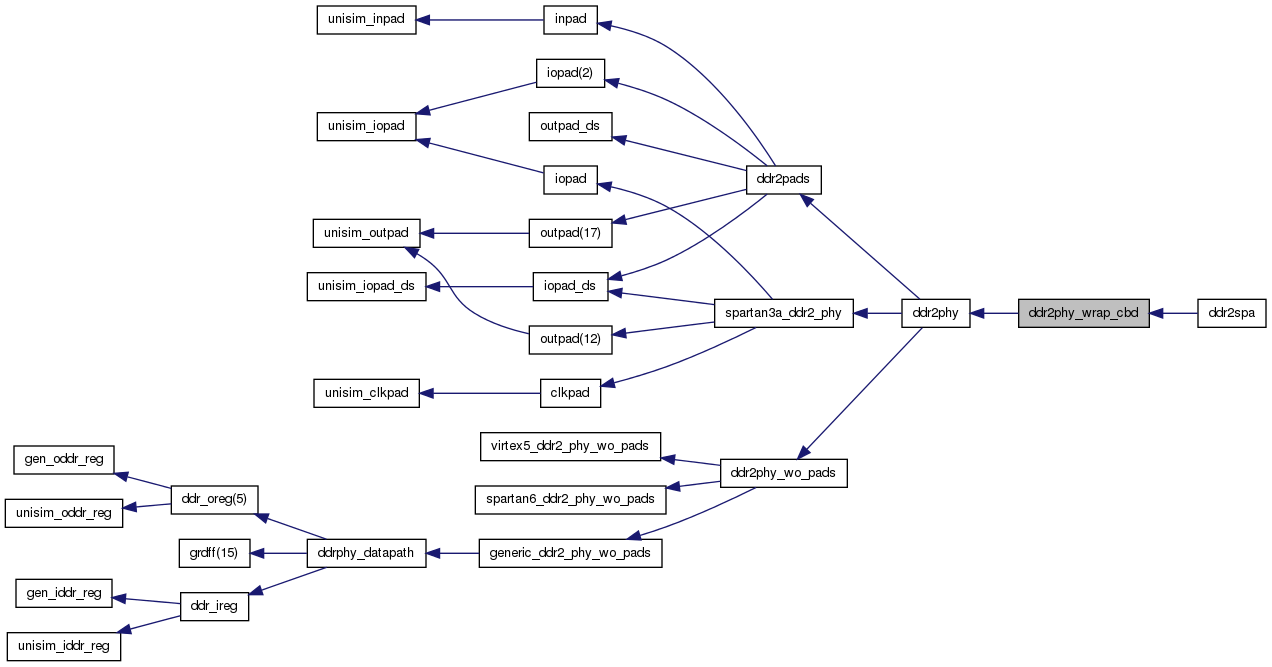 unisim_inpad
inpad
iopad(2)
unisim_iopad
outpad_ds
iopad
ddr2pads
unisim_outpad
outpad(17)
unisim_iopad_ds
iopad_ds
spartan3a_ddr2_phy
ddr2phy
ddr2phy_wrap_cbd
ddr2spa
outpad(12)
unisim_clkpad
clkpad
virtex5_ddr2_phy_wo_pads
gen_oddr_reg
ddr2phy_wo_pads
ddr_oreg(5)
spartan6_ddr2_phy_wo_pads
unisim_oddr_reg
grdff(15)
ddrphy_datapath
generic_ddr2_phy_wo_pads
gen_iddr_reg
ddr_ireg
unisim_iddr_reg